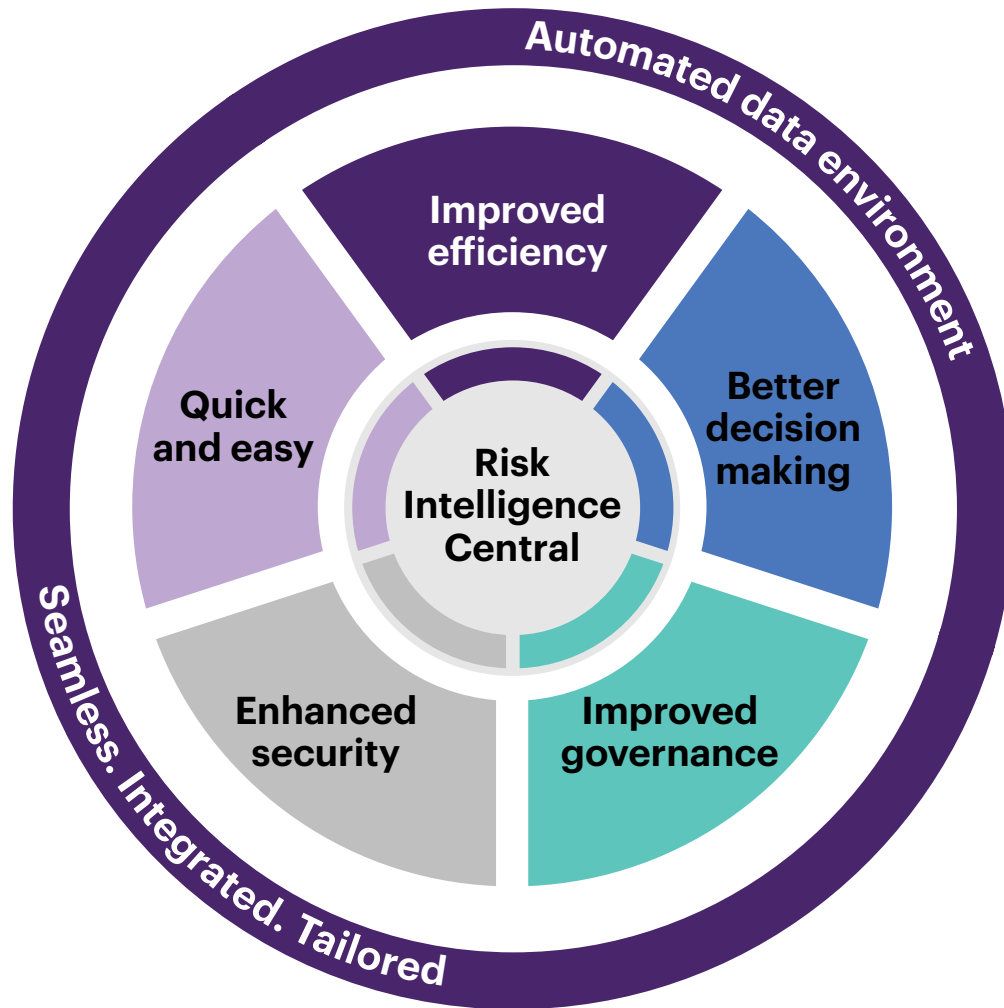 Automated data environment
Improved
efficiency
Better
decision
making
Quick
and easy
Risk
Intelligence
Central
Enhanced
security
Improved
governance
Seamless. Integrated. Tailored